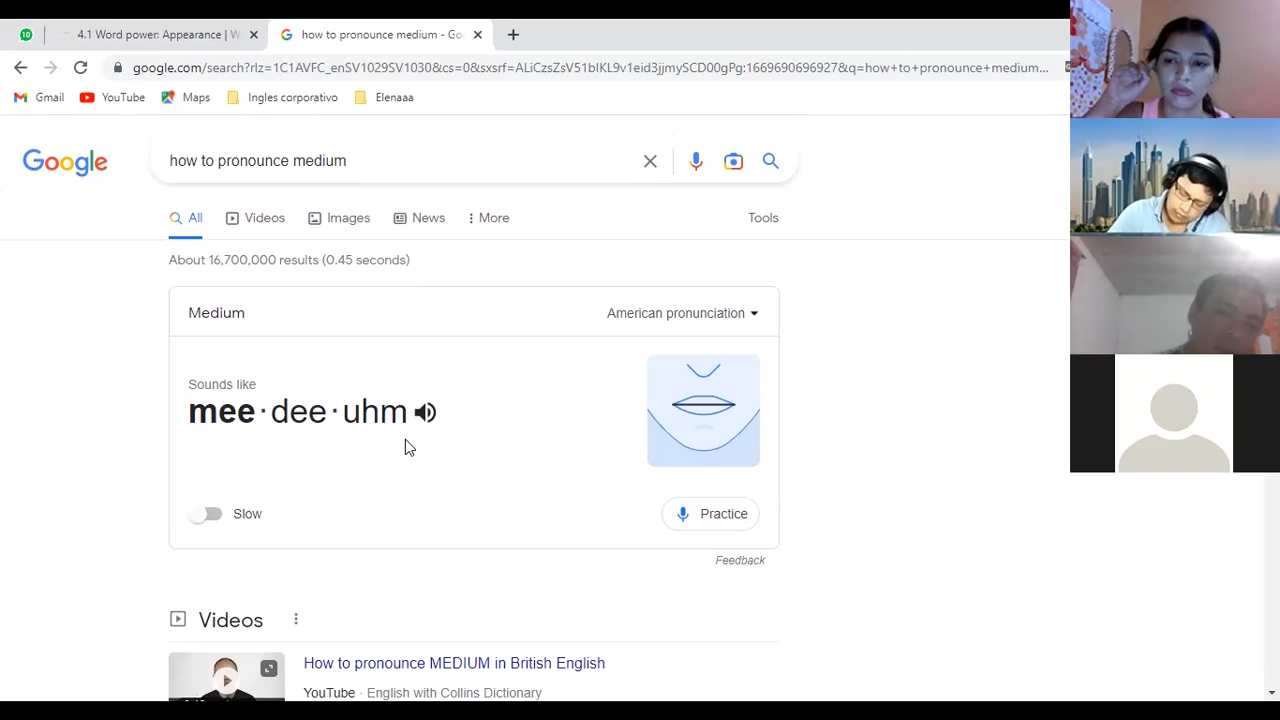 10
4.1 Word power: Appearance | W
how to pronounce medium - Goo
google.com/search?rlz=1C1AVFC_enSV1029SV1030&cs=0&sxsrf=ALiCzsZsV51bIKL9v1eid3jjmySCD00gPg:1669690696927&q=how+to+pronounce+medium...
Gmail
YouTube
Maps
Ingles corporativo
Elenaaa
Google
how to pronounce medium
All
Videos
Images
News
More
Tools
About 16,700,000 results (0.45 seconds)
Medium
American pronunciation
Sounds like
mee·dee·uhm
Slow
Practice
Feedback
Videos
How to pronounce MEDIUM in British English
YouTube · English with Collins Dictionary